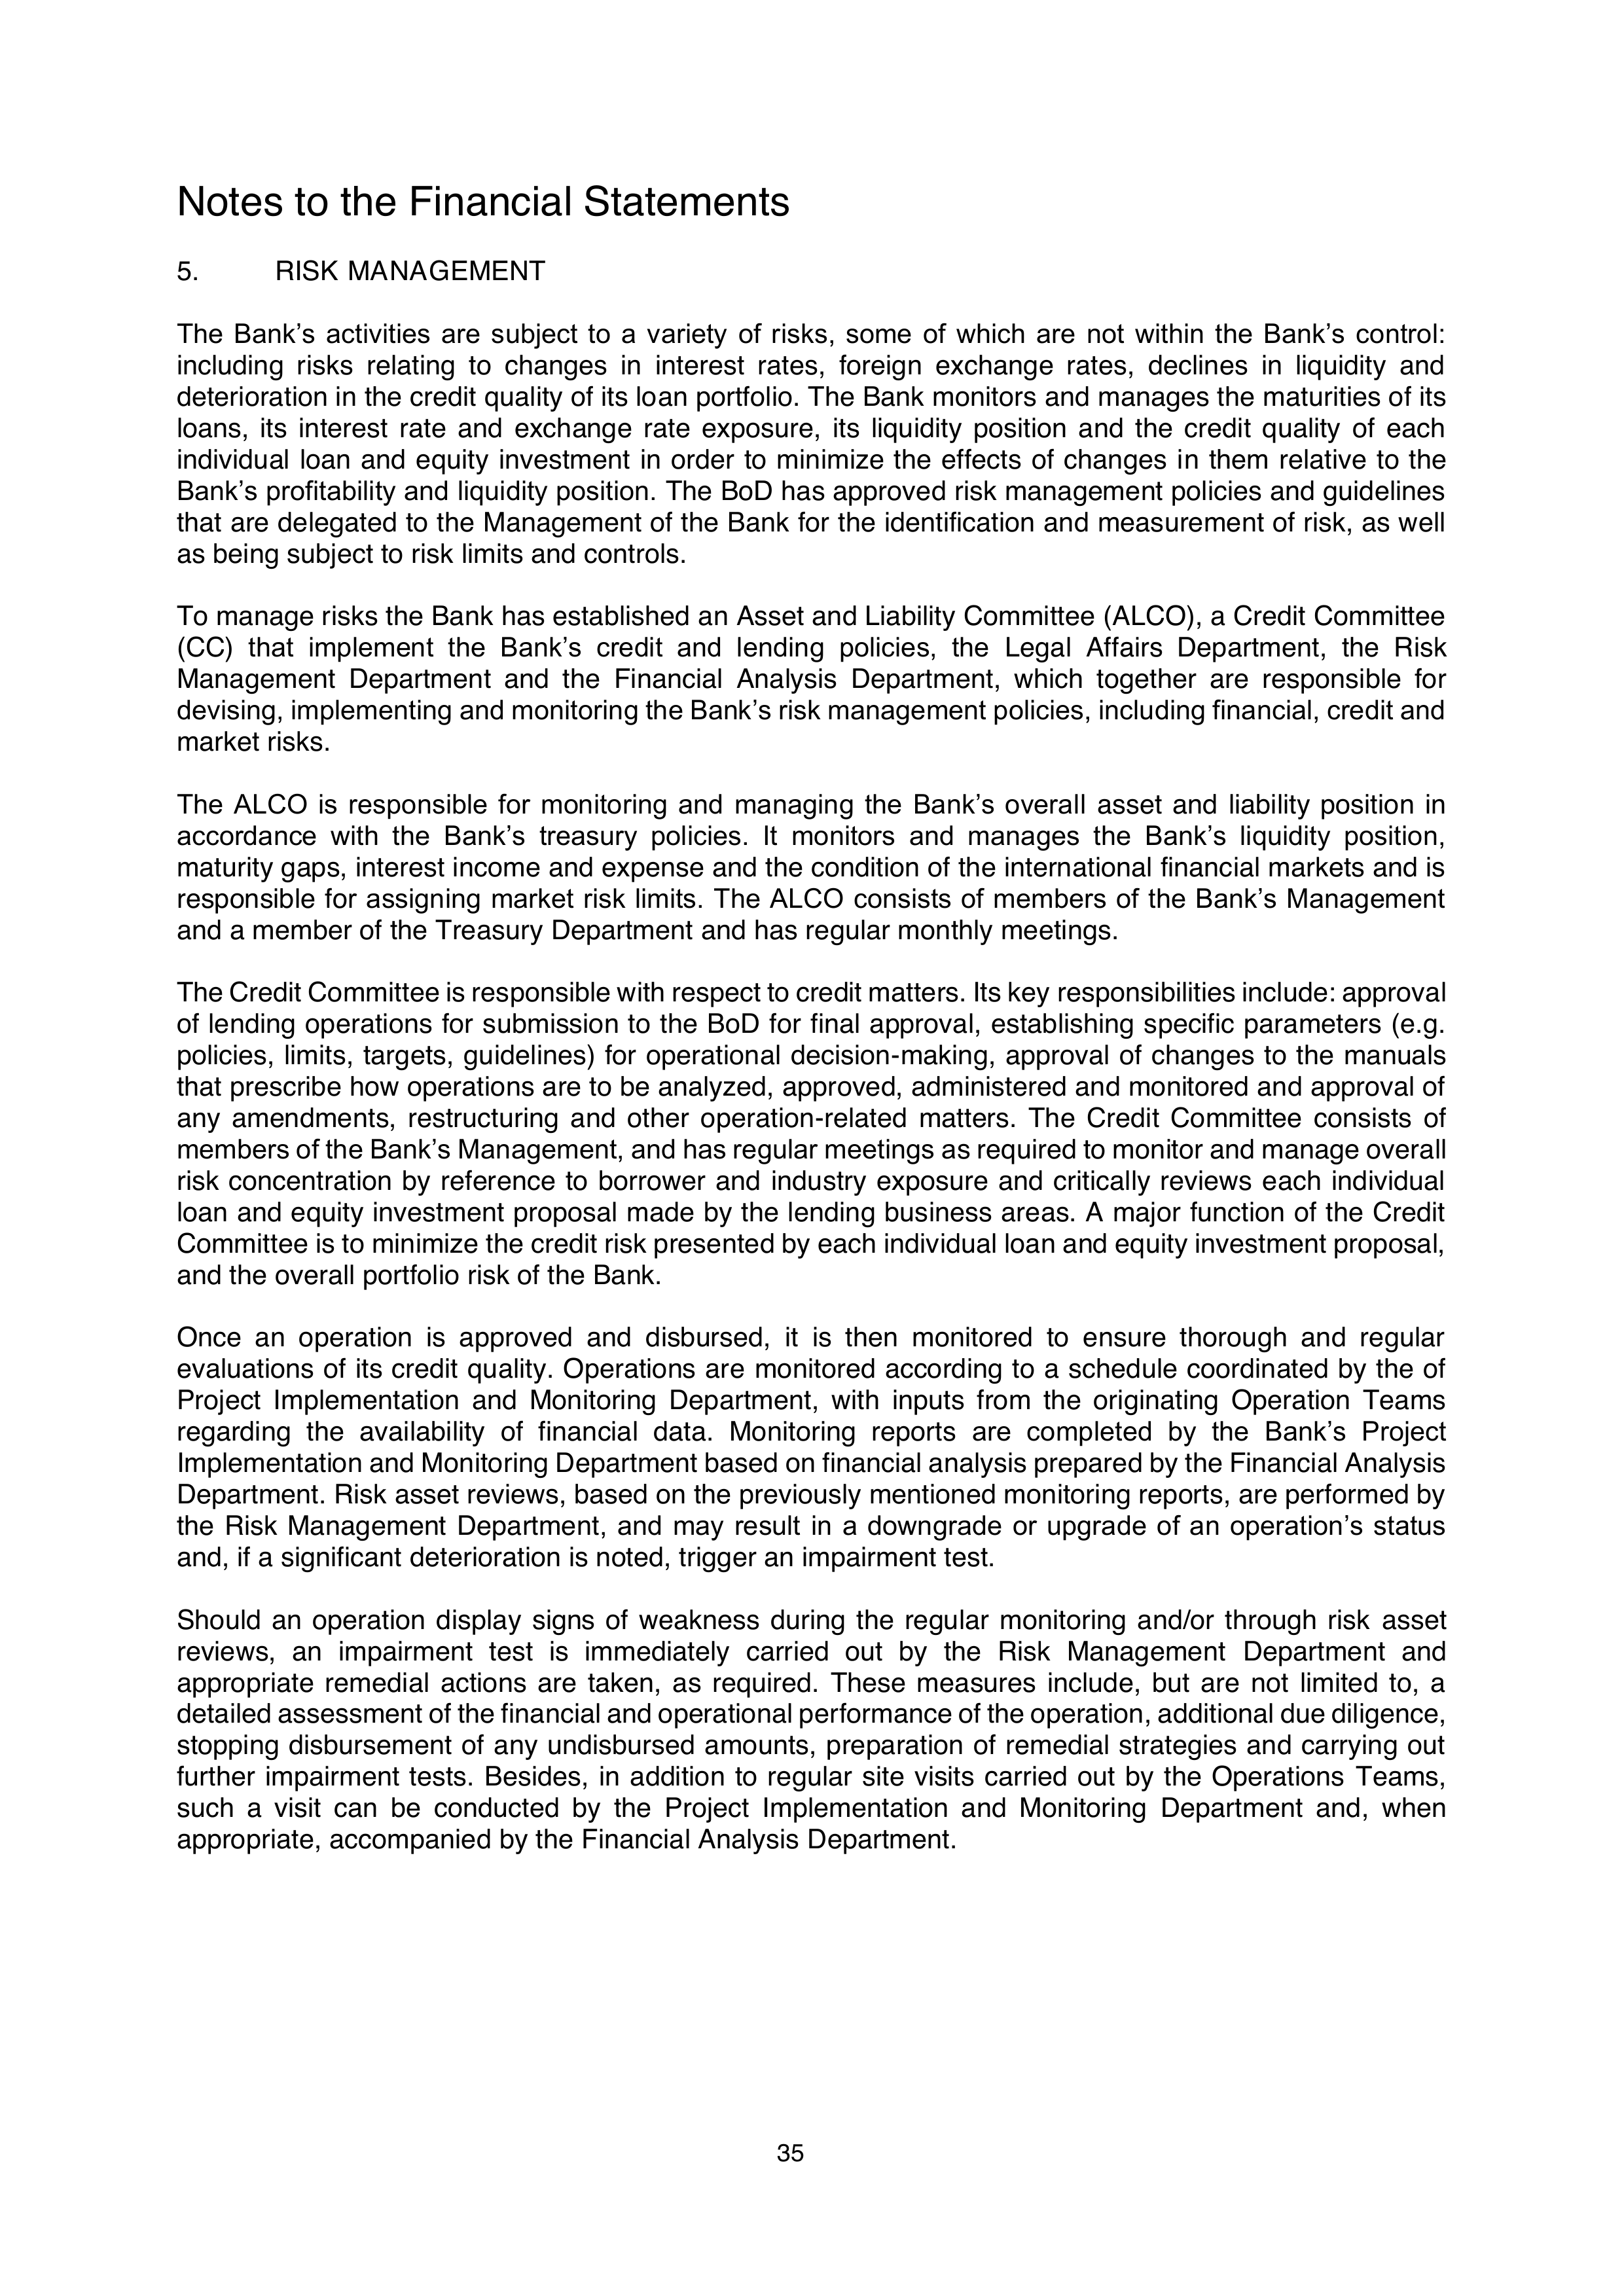 Notes to the Financial Statements
5. RISK MANAGEMENT
The Bank’s activities are subject to a variety of risks, some of which are not within the Bank’s control:
including risks relating to changes in interest rates, foreign exchange rates, declines in liquidity and
deterioration in the credit quality of its loan portfolio. The Bank monitors and manages the maturities of its
loans, its interest rate and exchange rate exposure, its liquidity position and the credit quality of each
individual loan and equity investment in order to minimize the effects of changes in them relative to the
Bank’s profitability and liquidity position. The BoD has approved risk management policies and guidelines
that are delegated to the Management of the Bank for the identification and measurement of risk, as well
as being subject to risk limits and controls.
To manage risks the Bank has established an Asset and Liability Committee (ALCO), a Credit Committee
(CC) that implement the Bank’s credit and lending policies, the Legal Affairs Department, the Risk
Management Department and the Financial Analysis Department, which together are responsible for
devising, implementing and monitoring the Bank’s risk management policies, including financial, credit and
market risks.
The ALCO is responsible for monitoring and managing the Bank’s overall asset and liability position in
accordance with the Bank’s treasury policies. It monitors and manages the Bank’s liquidity position,
maturity gaps, interest income and expense and the condition of the international financial markets and is
responsible for assigning market risk limits. The ALCO consists of members of the Bank’s Management
and a member of the Treasury Department and has regular monthly meetings.
The Credit Committee is responsible with respect to credit matters. Its key responsibilities include: approval
of lending operations for submission to the BoD for final approval, establishing specific parameters (e.g.
policies, limits, targets, guidelines) for operational decision-making, approval of changes to the manuals
that prescribe how operations are to be analyzed, approved, administered and monitored and approval of
any amendments, restructuring and other operation-related matters. The Credit Committee consists of
members of the Bank’s Management, and has regular meetings as required to monitor and manage overall
risk concentration by reference to borrower and industry exposure and critically reviews each individual
loan and equity investment proposal made by the lending business areas. A major function of the Credit
Committee is to minimize the credit risk presented by each individual loan and equity investment proposal,
and the overall portfolio risk of the Bank.
Once an operation is approved and disbursed, it is then monitored to ensure thorough and regular
evaluations of its credit quality. Operations are monitored according to a schedule coordinated by the of
Project Implementation and Monitoring Department, with inputs from the originating Operation Teams
regarding the availability of financial data. Monitoring reports are completed by the Bank’s Project
Implementation and Monitoring Department based on financial analysis prepared by the Financial Analysis
Department. Risk asset reviews, based on the previously mentioned monitoring reports, are performed by
the Risk Management Department, and may result in a downgrade or upgrade of an operation’s status
and, if a significant deterioration is noted, trigger an impairment test.
Should an operation display signs of weakness during the regular monitoring and/or through risk asset
reviews, an impairment test is immediately carried out by the Risk Management Department and
appropriate remedial actions are taken, as required. These measures include, but are not limited to, a
detailed assessment of the financial and operational performance of the operation, additional due diligence,
stopping disbursement of any undisbursed amounts, preparation of remedial strategies and carrying out
further impairment tests. Besides, in addition to regular site visits carried out by the Operations Teams,
such a visit can be conducted by the Project Implementation and Monitoring Department and, when
appropriate, accompanied by the Financial Analysis Department.
35